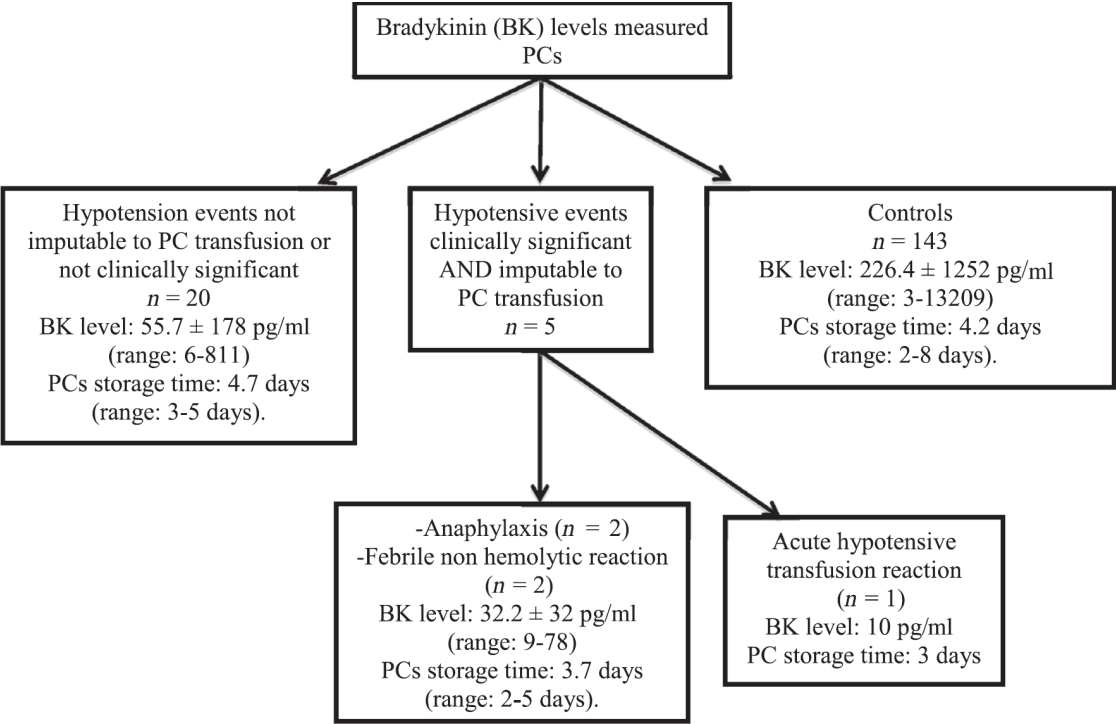 Bradykinin (BK) levels measured
PCs
Hypotension events not
imputable to PC transfusion or
not clinically significant
n = 20
BK level: 55.7 ± 178 pg/ml
(range: 6-811)
PCs storage time: 4.7 days
(range: 3-5 days).
Hypotensive events
clinically significant
AND imputable to
PC transfusion
n = 5
Controls
n = 143
BK level: 226.4 ± 1252 pg/ml
(range: 3-13209)
PCs storage time: 4.2 days
(range: 2-8 days).
-Anaphylaxis (n = 2)
-Febrile non hemolytic reaction
(n = 2)
BK level: 32.2 ± 32 pg/ml
(range: 9-78)
PCs storage time: 3.7 days
(range: 2-5 days).
Acute hypotensive
transfusion reaction
(n = 1)
BK level: 10 pg/ml
PC storage time: 3 days